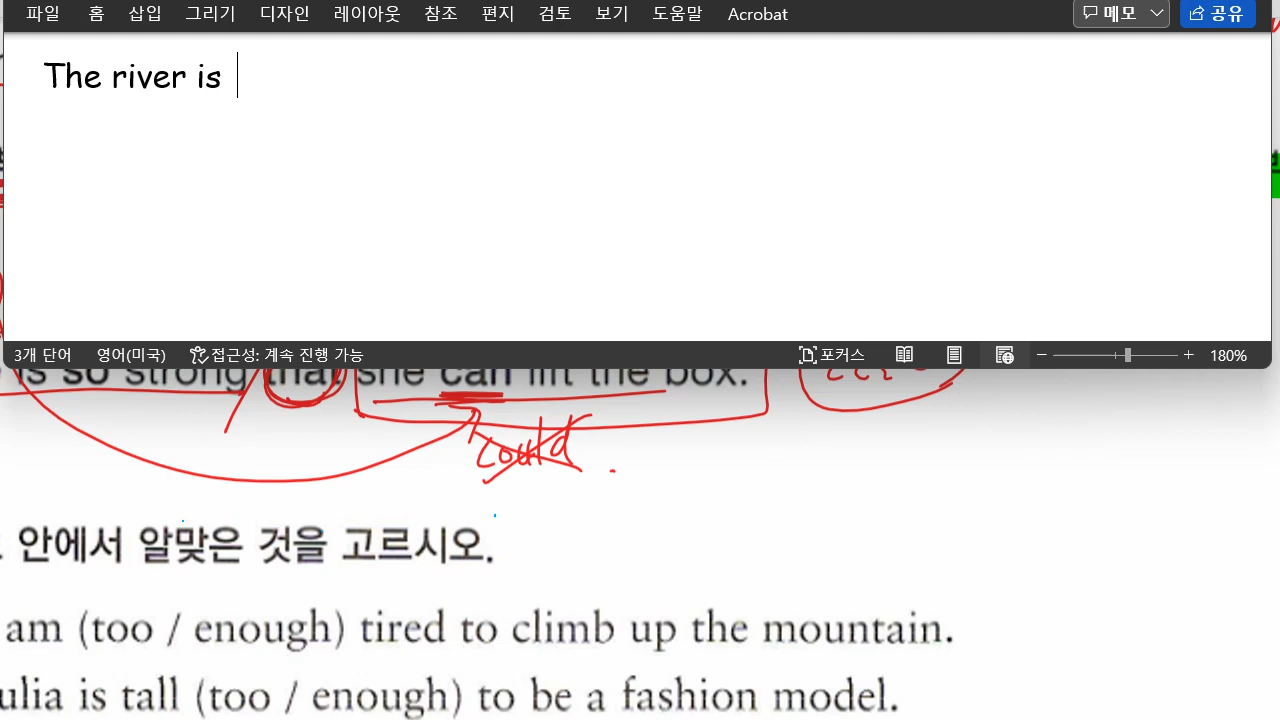 파일 홈 삽입 그리기 디자인 레이아웃 참조 편지 검토 보기 도움말 Acrobat 메모 공유
The river is
3개 단어 영어(미국) 접근성: 계속 진행 가능 포커스 180%
is so strong that she can lift the box.
could
안에서 알맞은 것을 고르시오.
am (too / enough) tired to climb up the mountain.
ulia is tall (too / enough) to be a fashion model.